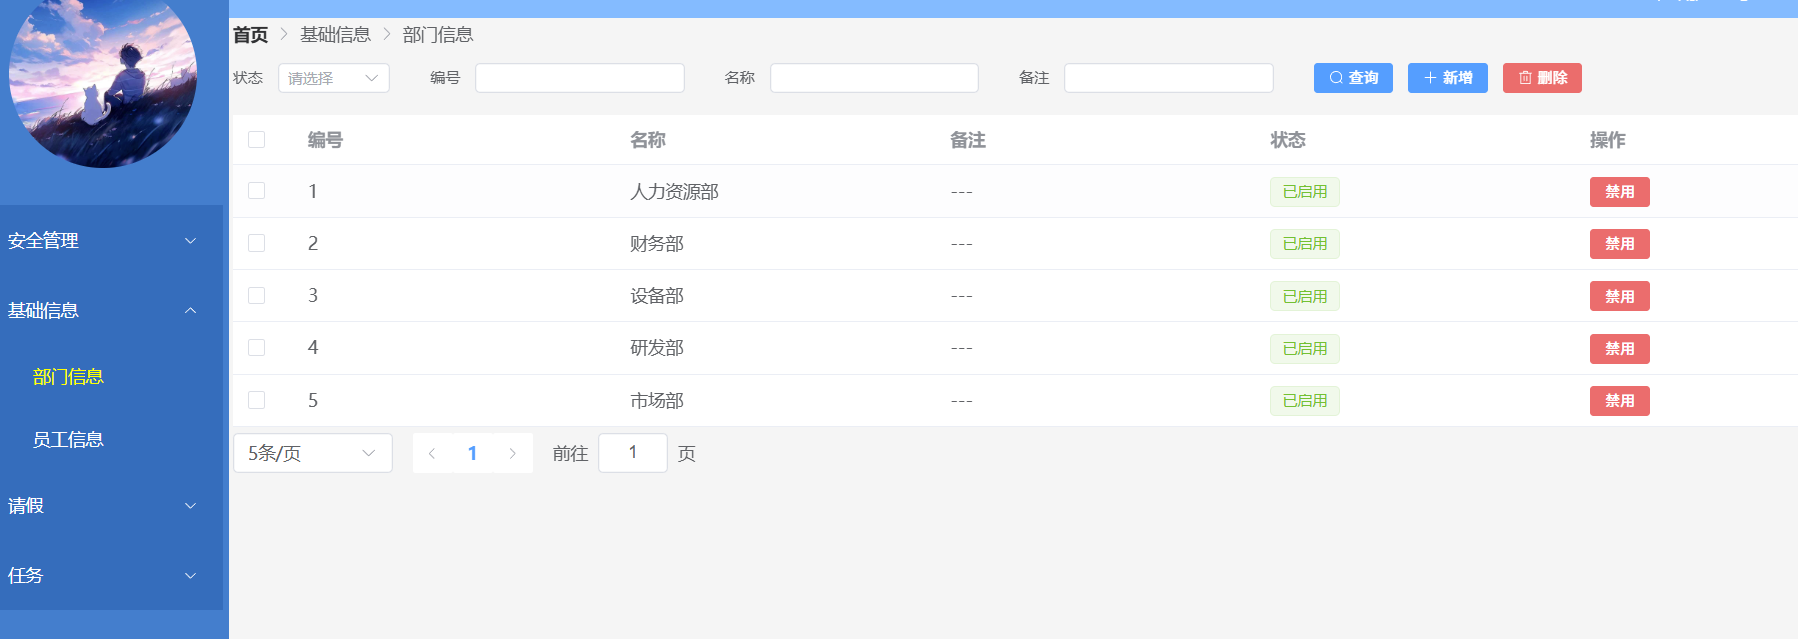 首页 > 基础信息 > 部门信息
状态 请选择 编号 名称 备注 查询 新增 删除
安全管理
基础信息
部门信息
员工信息
请假
任务
编号 名称 备注 状态 操作
1 人力资源部 --- 已启用 禁用
2 财务部 --- 已启用 禁用
3 设备部 --- 已启用 禁用
4 研发部 --- 已启用 禁用
5 市场部 --- 已启用 禁用
5条/页 < 1 > 前往 1 页